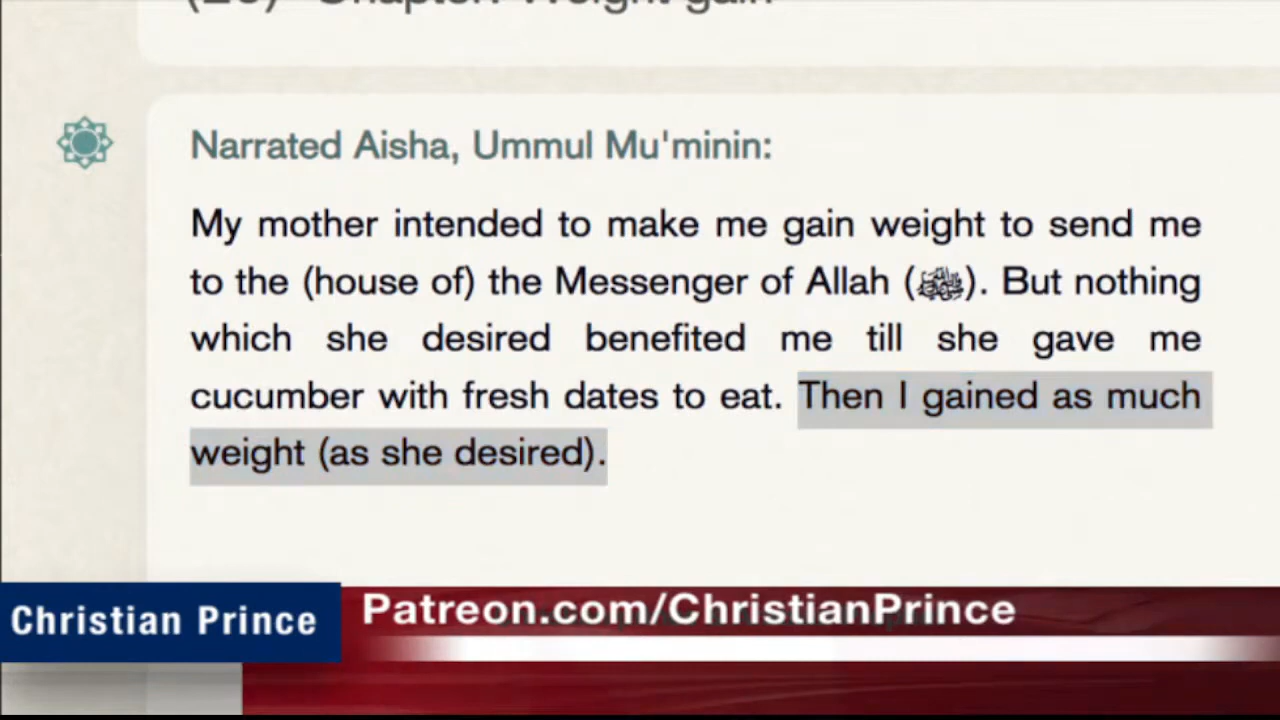 Chapter: Weight gain
Narrated Aisha, Ummul Mu'minin:
My mother intended to make me gain weight to send me
to the (house of) the Messenger of Allah (ﷺ). But nothing
which she desired benefited me till she gave me
cucumber with fresh dates to eat. Then I gained as much
weight (as she desired).
Christian Prince
Patreon.com/ChristianPrince